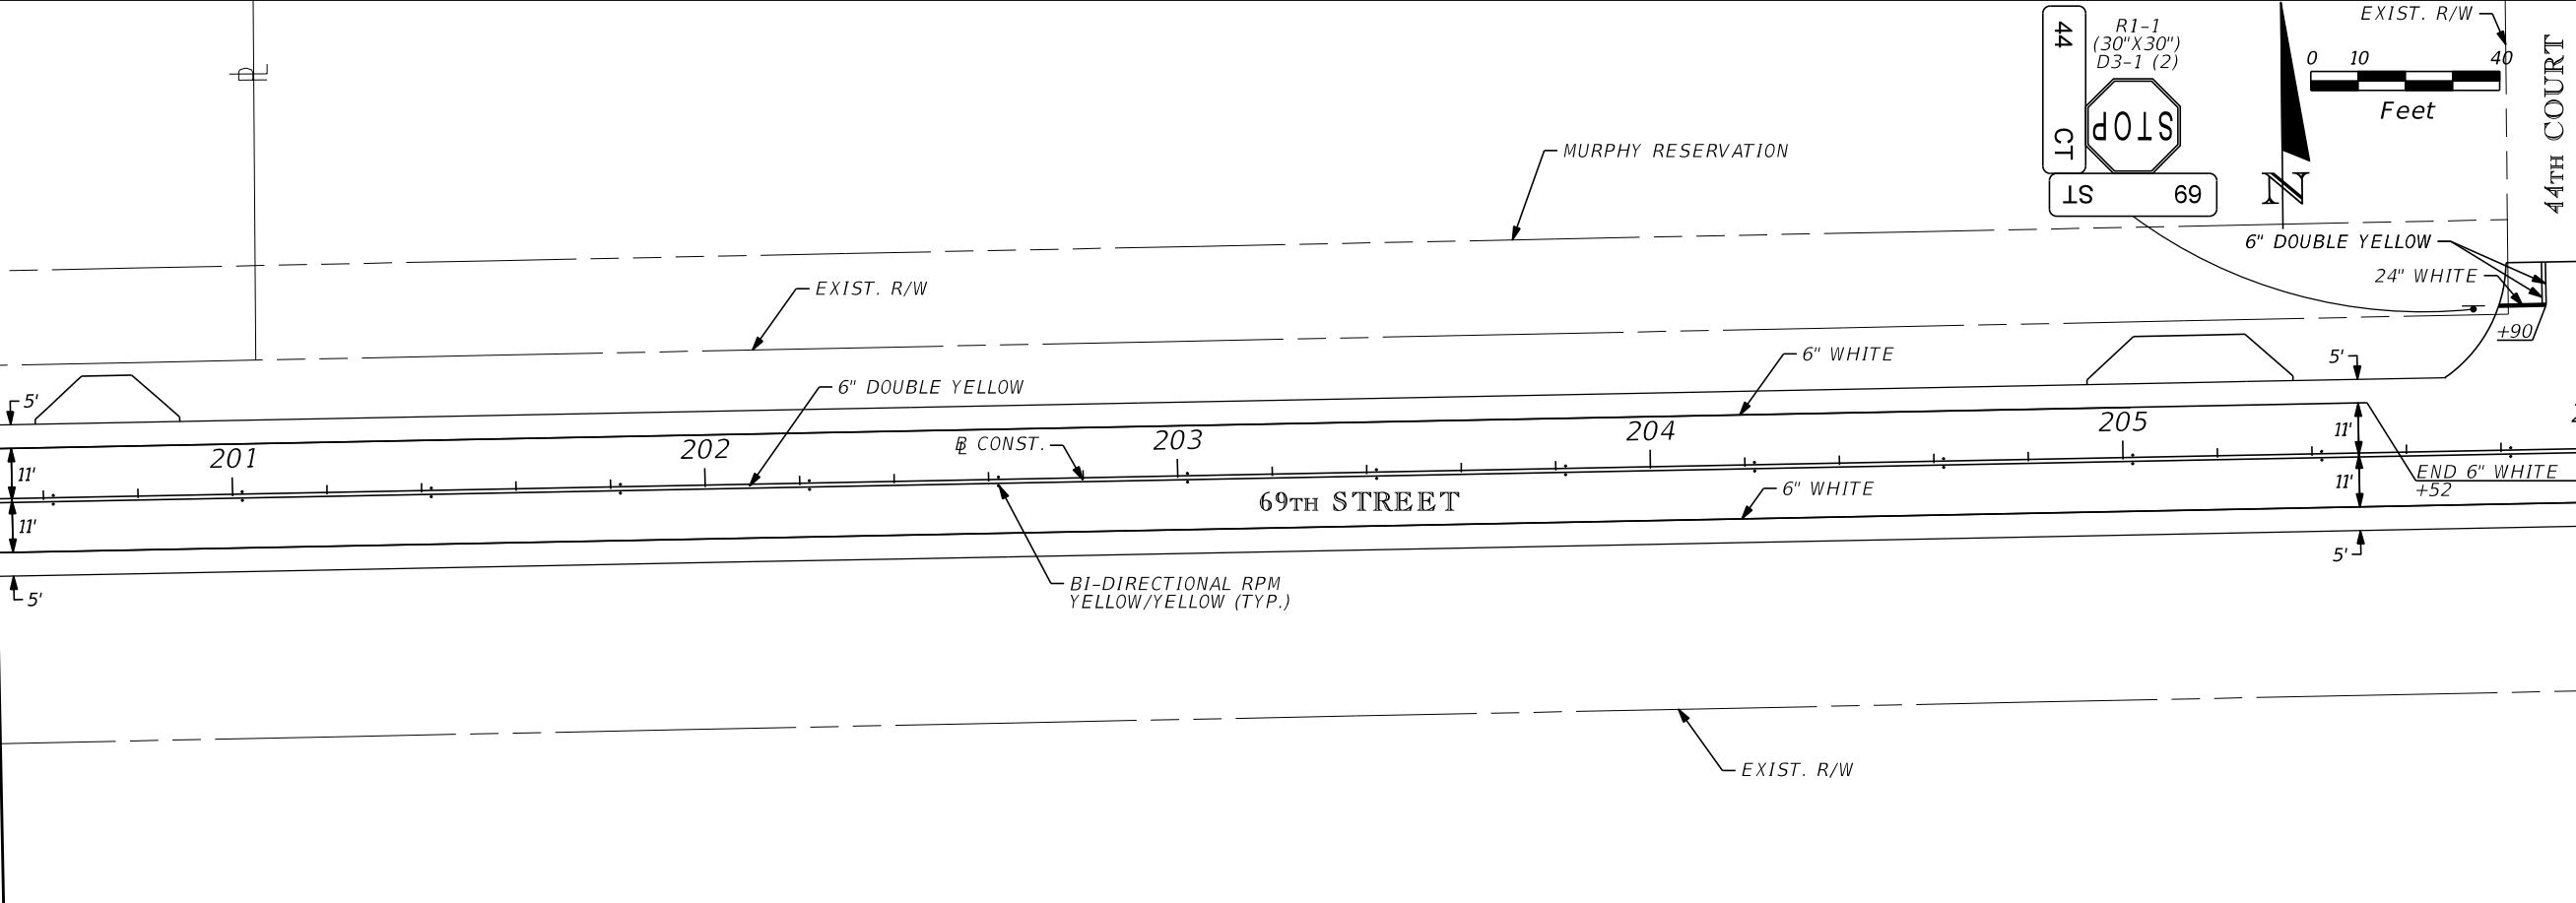 EXIST. R/W
44TH COURT
R1-1
(30"X30")
D3-1 (2)
44 CT
STOP
69 ST
0 10 40
Feet
N
PL
MURPHY RESERVATION
6" DOUBLE YELLOW
24" WHITE
+90
EXIST. R/W
6" WHITE
5'
6" DOUBLE YELLOW
5'
201
202
BL CONST.
203
204
205
11'
11'
END 6" WHITE
+52
11'
11'
69TH STREET
6" WHITE
5'
BI-DIRECTIONAL RPM
YELLOW/YELLOW (TYP.)
5'
EXIST. R/W